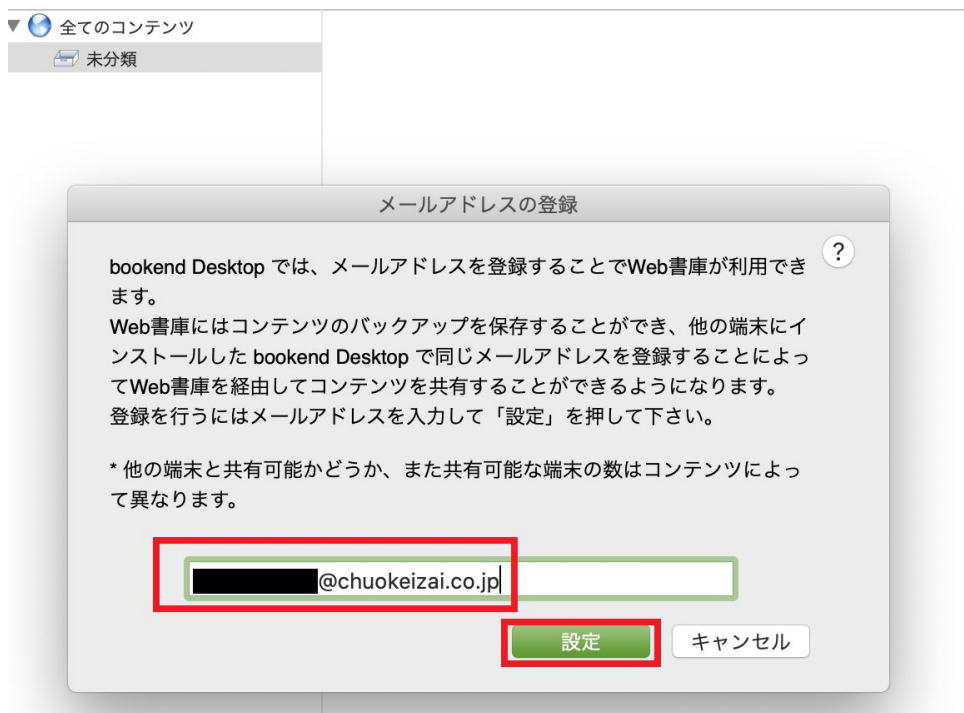 全てのコンテンツ
未分類
メールアドレスの登録
?
bookend Desktop では、メールアドレスを登録することでWeb書庫が利用でき
ます。
Web書庫にはコンテンツのバックアップを保存することができ、他の端末にイ
ンストールした bookend Desktop で同じメールアドレスを登録することによっ
てWeb書庫を経由してコンテンツを共有することができるようになります。
登録を行うにはメールアドレスを入力して「設定」を押して下さい。
* 他の端末と共有可能かどうか、また共有可能な端末の数はコンテンツによっ
て異なります。
@chuokeizai.co.jp
設定 キャンセル